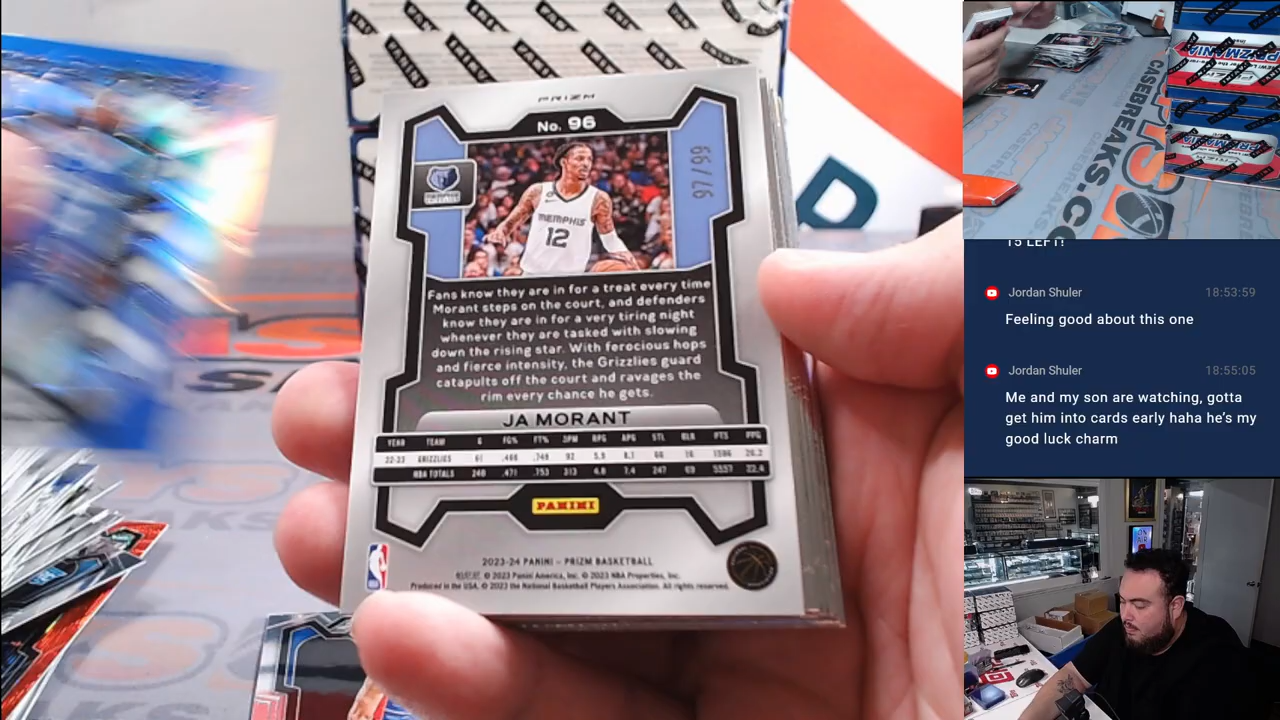 PRIZM
No. 96
97/99
MEMPHIS
12
Fans know they are in for a treat every time
Morant steps on the court, and defenders
know they are in for a very tiring night
whenever they are tasked with slowing
down the rising star. With ferocious hops
and fierce intensity, the Grizzlies guard
catapults off the court and ravages the
rim every chance he gets.
JA MORANT
YEAR TEAM G FG% FT% 3PM RPG APG STL BLK PTS PPG
22-23 GRIZZLIES 61 .466 .748 92 5.9 8.1 1596 26.2
NBA TOTALS 248 .471 .753 313 4.8 7.4 247 5557 22.4
PANINI
2023-24 PANINI – PRIZM BASKETBALL
© 2023 Panini America, Inc. © 2023 NBA Properties, Inc.
Produced in the USA. © 2023 the National Basketball Players Association. All rights reserved.
CASEBREAKS.C
15 LEFT!
Jordan Shuler 18:53:59
Feeling good about this one
Jordan Shuler 18:55:05
Me and my son are watching, gotta
get him into cards early haha he's my
good luck charm
ON AIR